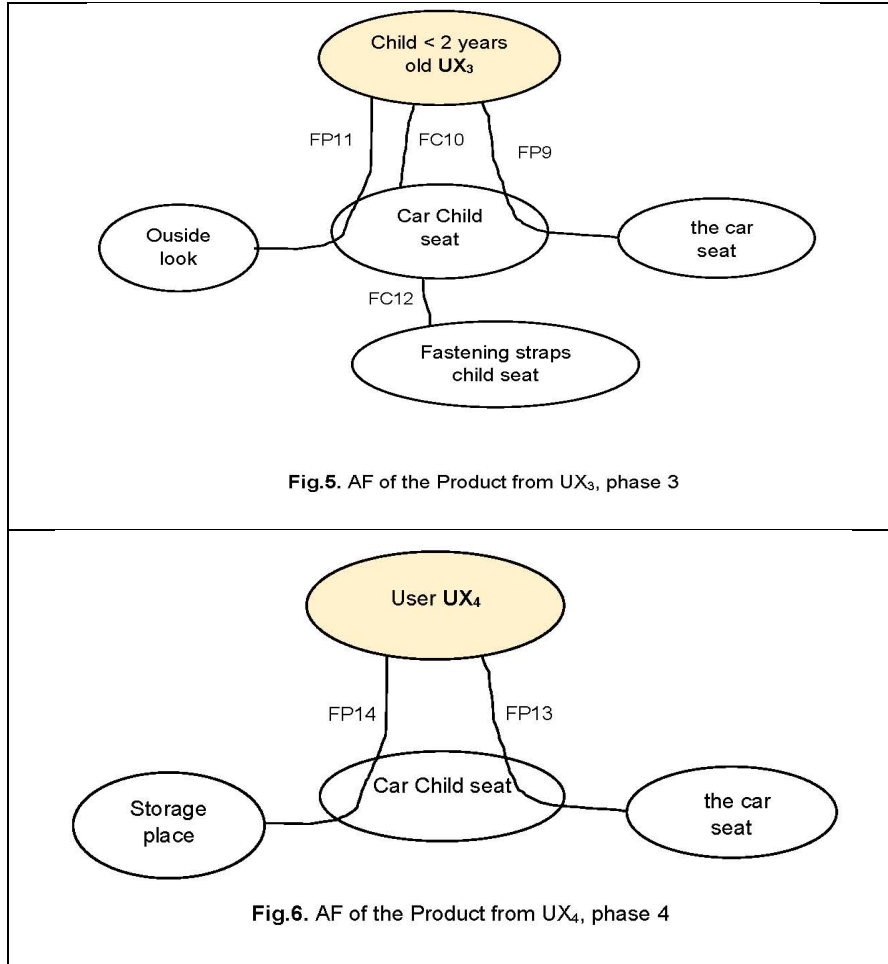 Child < 2 years
old UX₃
FP11
FC10
FP9
Car Child
seat
Ouside
look
the car
seat
FC12
Fastening straps
child seat
Fig.5. AF of the Product from UX₃, phase 3
User UX₄
FP14
FP13
Car Child seat
Storage
place
the car
seat
Fig.6. AF of the Product from UX₄, phase 4